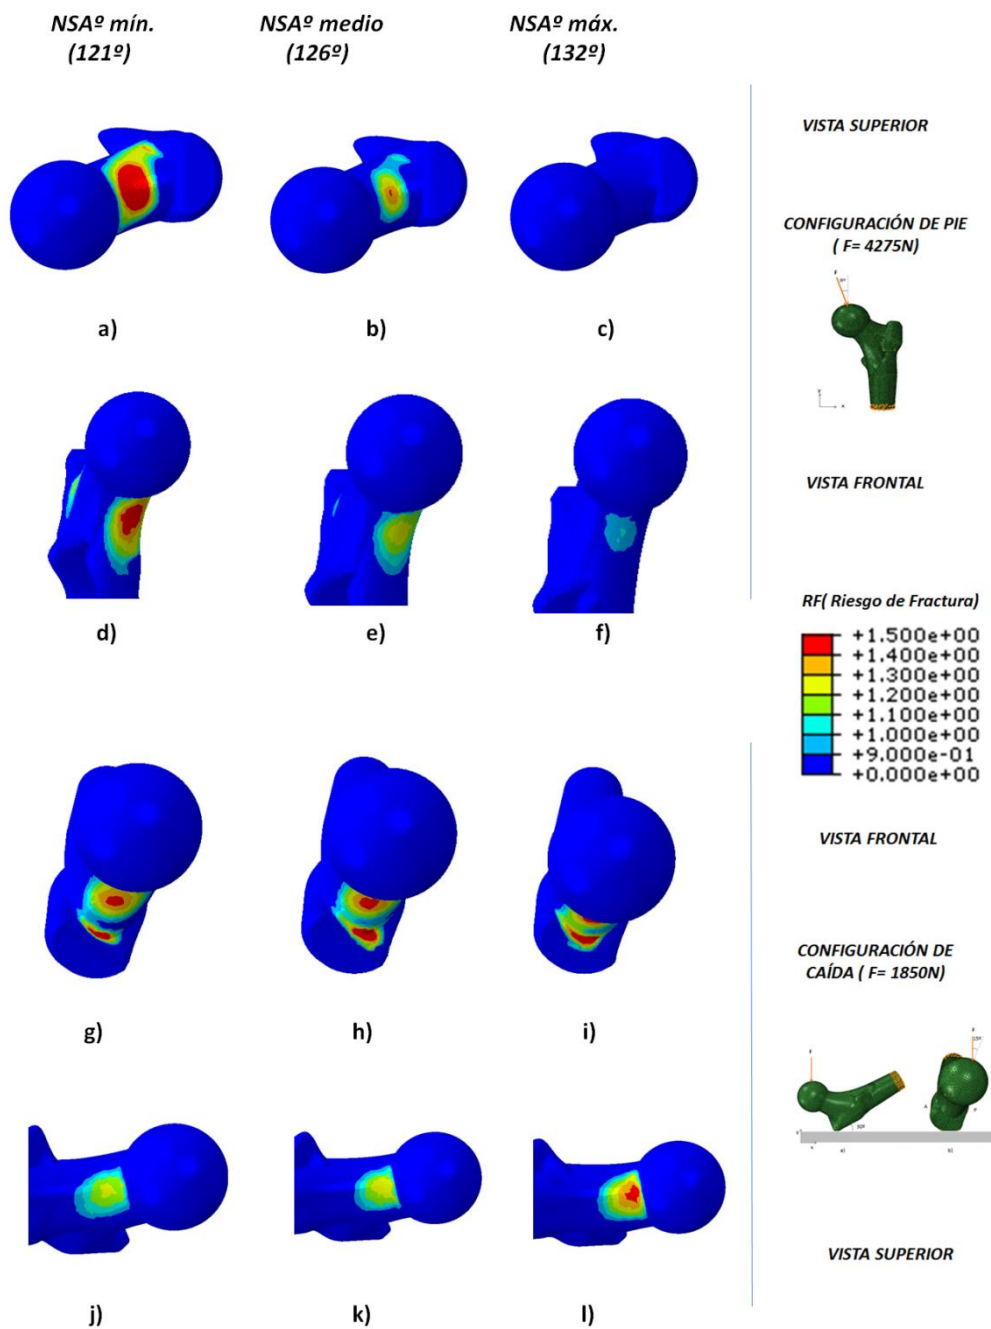 NSAº mín.
(121º)
NSAº medio
(126º)
NSAº máx.
(132º)
VISTA SUPERIOR
CONFIGURACIÓN DE PIE
( F= 4275N)
F
a)
b)
c)
VISTA FRONTAL
d)
e)
f)
RF( Riesgo de Fractura)
+1.500e+00
+1.400e+00
+1.300e+00
+1.200e+00
+1.100e+00
+1.000e+00
+9.000e-01
+0.000e+00
VISTA FRONTAL
CONFIGURACIÓN DE
CAÍDA ( F= 1850N)
g)
h)
i)
F
15º
30º
a)
b)
VISTA SUPERIOR
j)
k)
l)